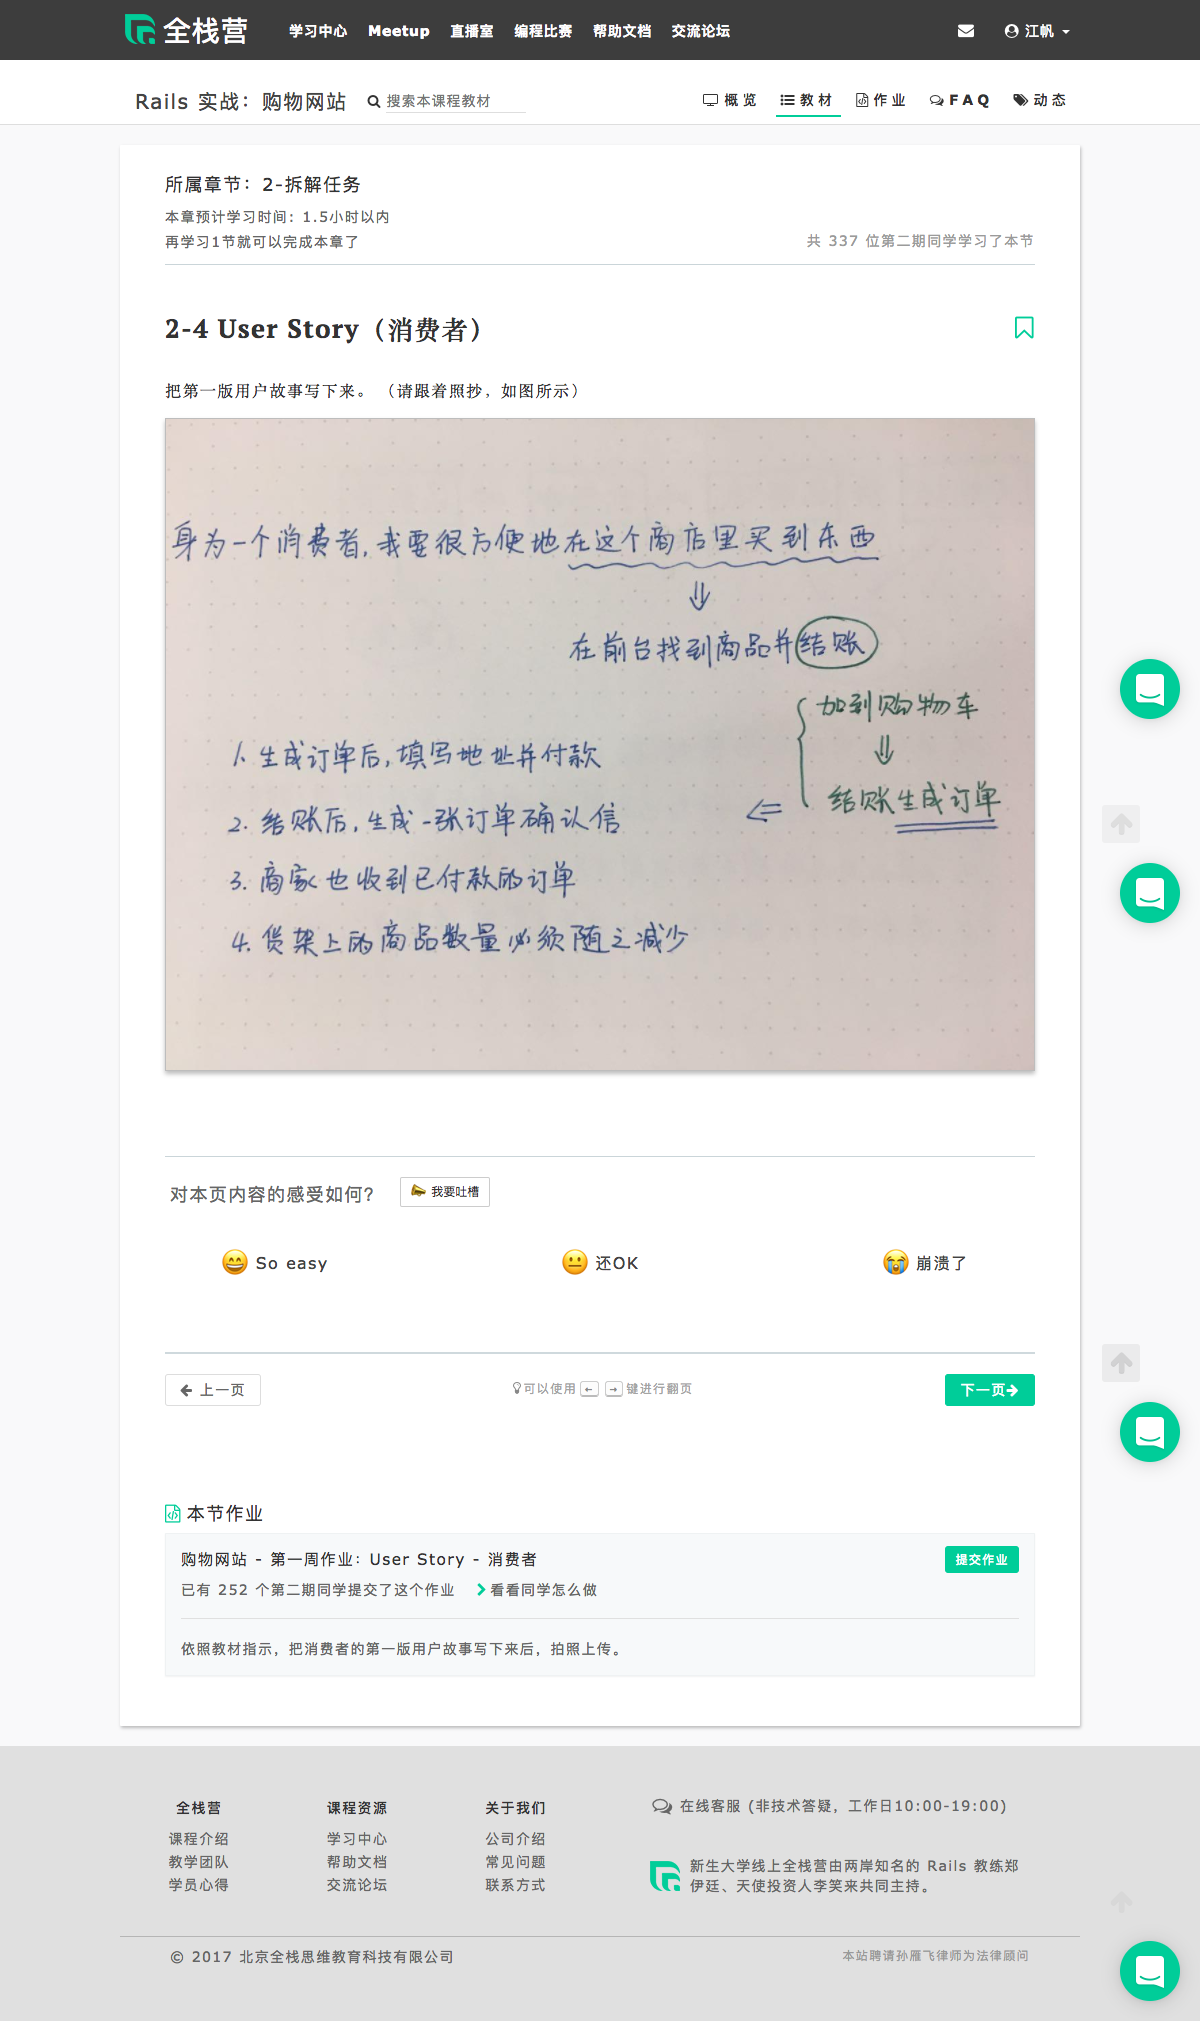 全栈营 学习中心 Meetup 直播室 编程比赛 帮助文档 交流论坛 江帆
Rails 实战：购物网站 搜索本课程教材 概览 教材 作业 FAQ 动态
所属章节：2-拆解任务
本章预计学习时间：1.5小时以内
再学习1节就可以完成本章了 共 337 位第二期同学学习了本节
2-4 User Story（消费者）
把第一版用户故事写下来。（请跟着照抄，如图所示）
身为一个消费者，我要很方便地在这个商店里买到东西
在前台找到商品并结账
加到购物车
结账生成订单
1. 生成订单后，填写地址并付款
2. 结账后，生成一张订单确认信
3. 商家也收到已付款的订单
4. 货架上的商品数量必须随之减少
对本页内容的感受如何? 我要吐槽
So easy 还OK 崩溃了
上一页 可以使用 ← → 键进行翻页 下一页
本节作业
购物网站 - 第一周作业：User Story - 消费者 提交作业
已有 252 个第二期同学提交了这个作业 看看同学怎么做
依照教材指示，把消费者的第一版用户故事写下来后，拍照上传。
全栈营 课程资源 关于我们 在线客服 (非技术答疑，工作日10:00-19:00)
课程介绍 学习中心 公司介绍
教学团队 帮助文档 常见问题
学员心得 交流论坛 联系方式
新生大学线上全栈营由两岸知名的 Rails 教练郑
伊廷、天使投资人李笑来共同主持。
© 2017 北京全栈思维教育科技有限公司 本站聘请孙雁飞律师为法律顾问